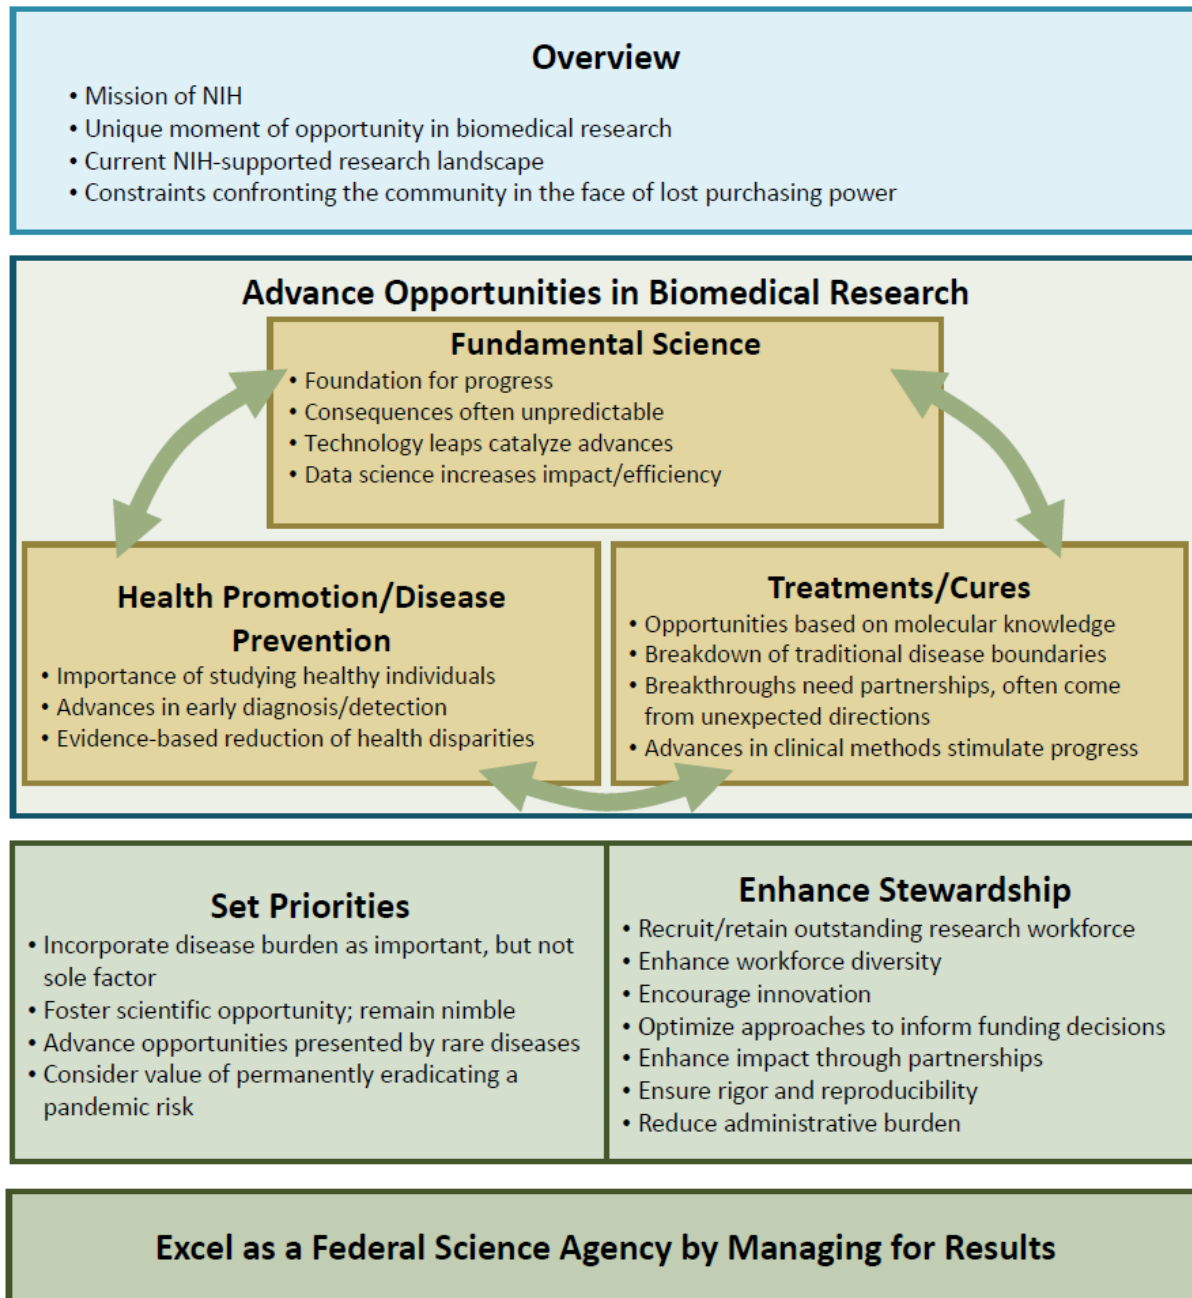 Overview
• Mission of NIH
• Unique moment of opportunity in biomedical research
• Current NIH-supported research landscape
• Constraints confronting the community in the face of lost purchasing power
Advance Opportunities in Biomedical Research
Fundamental Science
• Foundation for progress
• Consequences often unpredictable
• Technology leaps catalyze advances
• Data science increases impact/efficiency
Health Promotion/Disease
Prevention
• Importance of studying healthy individuals
• Advances in early diagnosis/detection
• Evidence-based reduction of health disparities
Treatments/Cures
• Opportunities based on molecular knowledge
• Breakdown of traditional disease boundaries
• Breakthroughs need partnerships, often come
from unexpected directions
• Advances in clinical methods stimulate progress
Set Priorities
• Incorporate disease burden as important, but not
sole factor
• Foster scientific opportunity; remain nimble
• Advance opportunities presented by rare diseases
• Consider value of permanently eradicating a
pandemic risk
Enhance Stewardship
• Recruit/retain outstanding research workforce
• Enhance workforce diversity
• Encourage innovation
• Optimize approaches to inform funding decisions
• Enhance impact through partnerships
• Ensure rigor and reproducibility
• Reduce administrative burden
Excel as a Federal Science Agency by Managing for Results